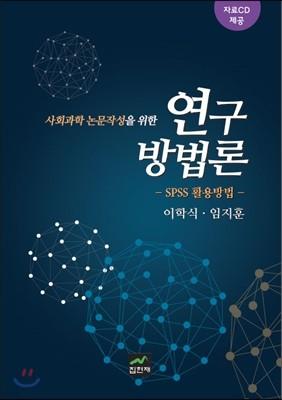 자료CD
제공
사회과학 논문작성을 위한
연구
방법론
- SPSS 활용방법 -
이학식 · 임지훈
집현재